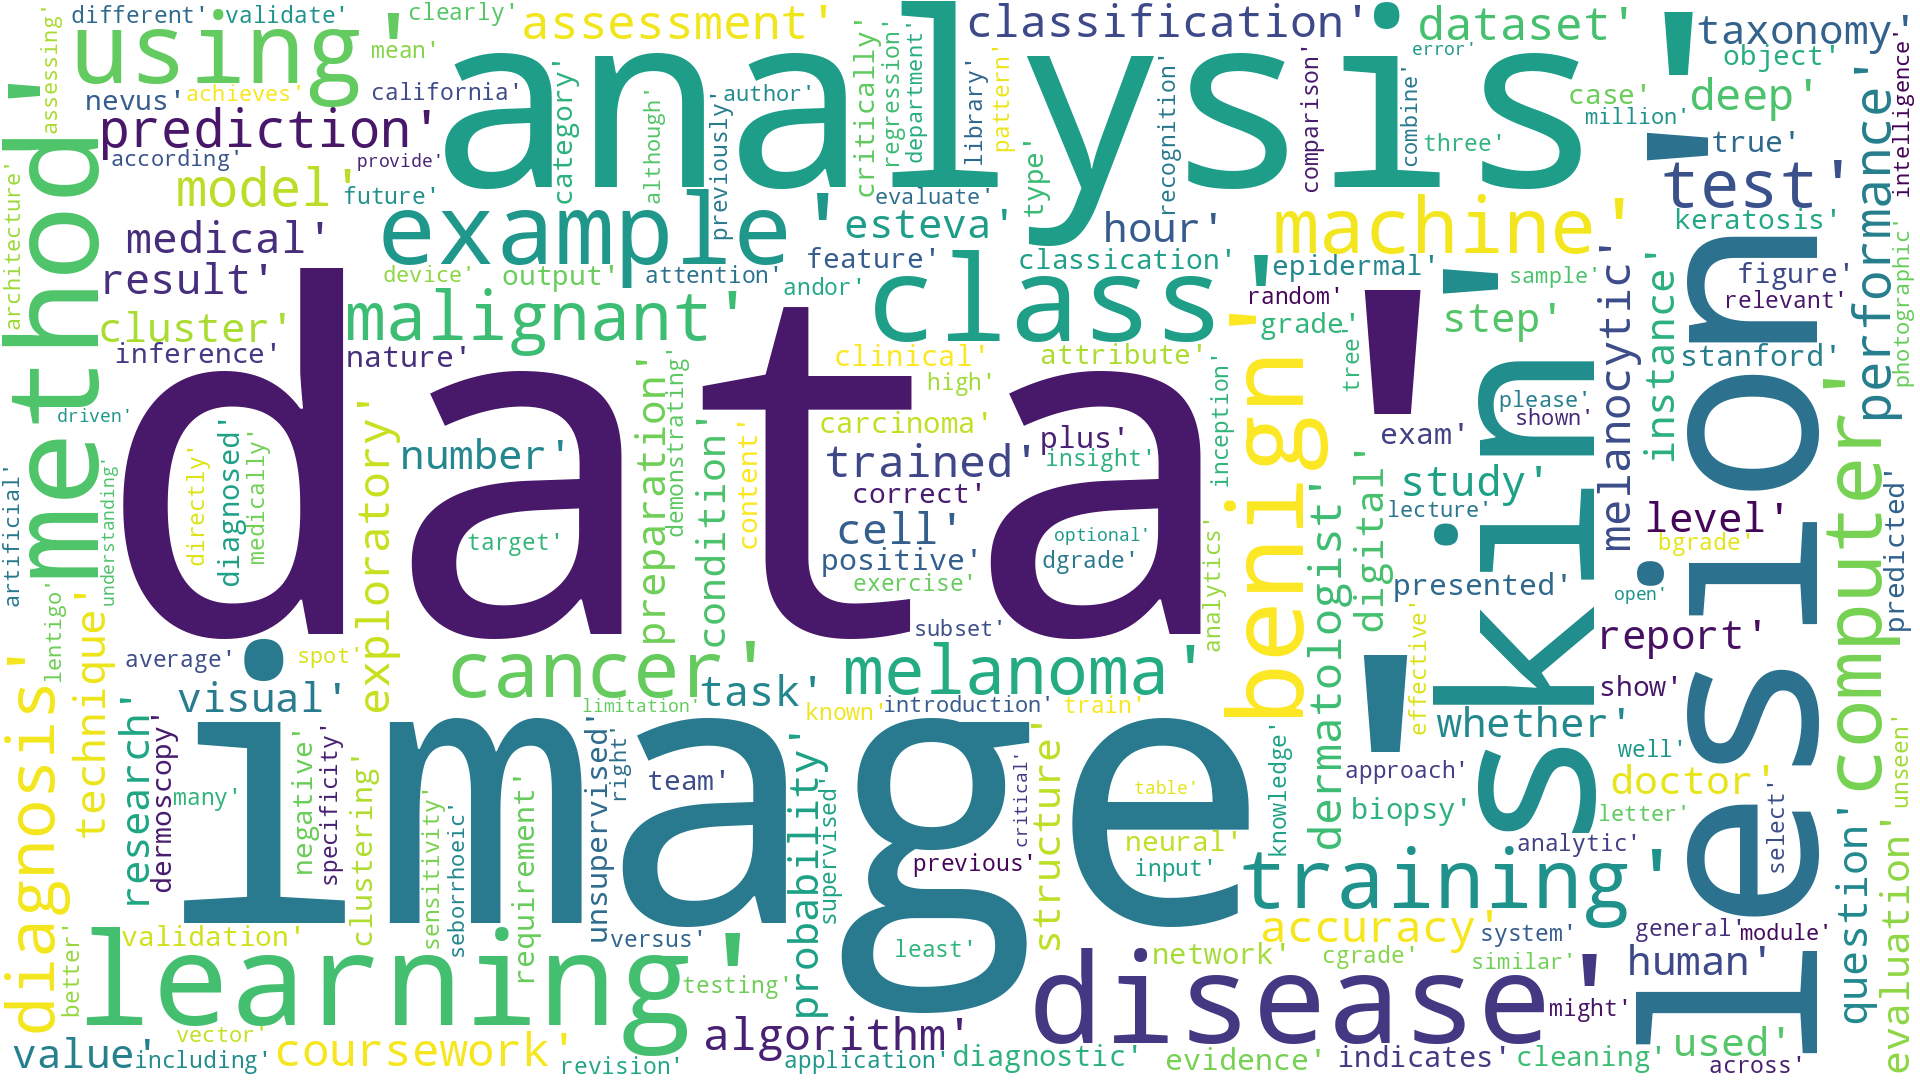 different'
validate'
clearly'
assessment'
classification'
dataset'
taxonomy'
using'
mean'
analysis'
error'
object'
assessing'
nevus'
achieves'
california'
category'
although'
previously'
author'
critically'
regression'
department'
library'
pattern'
recognition'
comparison'
combine'
three'
case'
million'
deep'
performance'
intelligence'
prediction'
according'
provide'
true'
method'
architecture'
model'
future'
example'
esteva'
evaluate'
type'
hour'
machine'
test'
keratosis'
medical'
result'
device'
output'
attention'
feature'
andor'
class'
classication'
epidermal'
random'
grade'
sample'
step'
melanocytic'
instance'
figure'
relevant'
photographic'
cluster'
inference'
nature'
malignant'
clinical'
high'
attribute'
tree'
stanford'
driven'
data'
diagnosed'
directly'
medically'
exploratory'
number'
target'
preparation'
demonstrating'
condition'
content'
carcinoma'
trained'
correct'
cell'
positive'
exercise'
plus'
insight'
optional'
dgrade'
subset'
inception'
analytics'
benign'
dermatologist'
digital'
please'
shown'
exam'
study'
lecture'
presented'
skin'
lesion'
level'
bgrade'
open'
report'
show'
computer'
predicted'
artificial'
understanding'
lentigo'
technique'
diagnosis'
average'
spot'
visual'
cancer'
limitation'
task'
melanoma'
known'
introduction'
train'
effective'
whether'
well'
research'
dermoscopy'
many'
negative'
specificity'
clustering'
sensitivity'
seborrhoeic'
requirement'
unsupervised'
right'
team'
image'
probability'
supervised'
previous'
critical'
structure'
table'
neural'
input'
knowledge'
approach'
biopsy'
doctor'
letter'
analytic'
select'
question'
evaluation'
unseen'
better'
validation'
learning'
versus'
testing'
least'
training'
accuracy'
system'
general'
module'
network'
cgrade'
similar'
human'
disease'
might'
value'
vector'
including'
coursework'
revision'
algorithm'
application'
diagnostic'
evidence'
indicates'
cleaning'
used'
across'